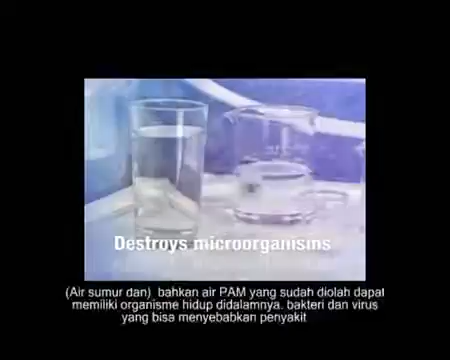 Destroys microorganisms
(Air sumur dan)  bahkan air PAM yang sudah diolah dapat
memiliki organisme hidup didalamnya. bakteri dan virus
yang bisa menyebabkan penyakit